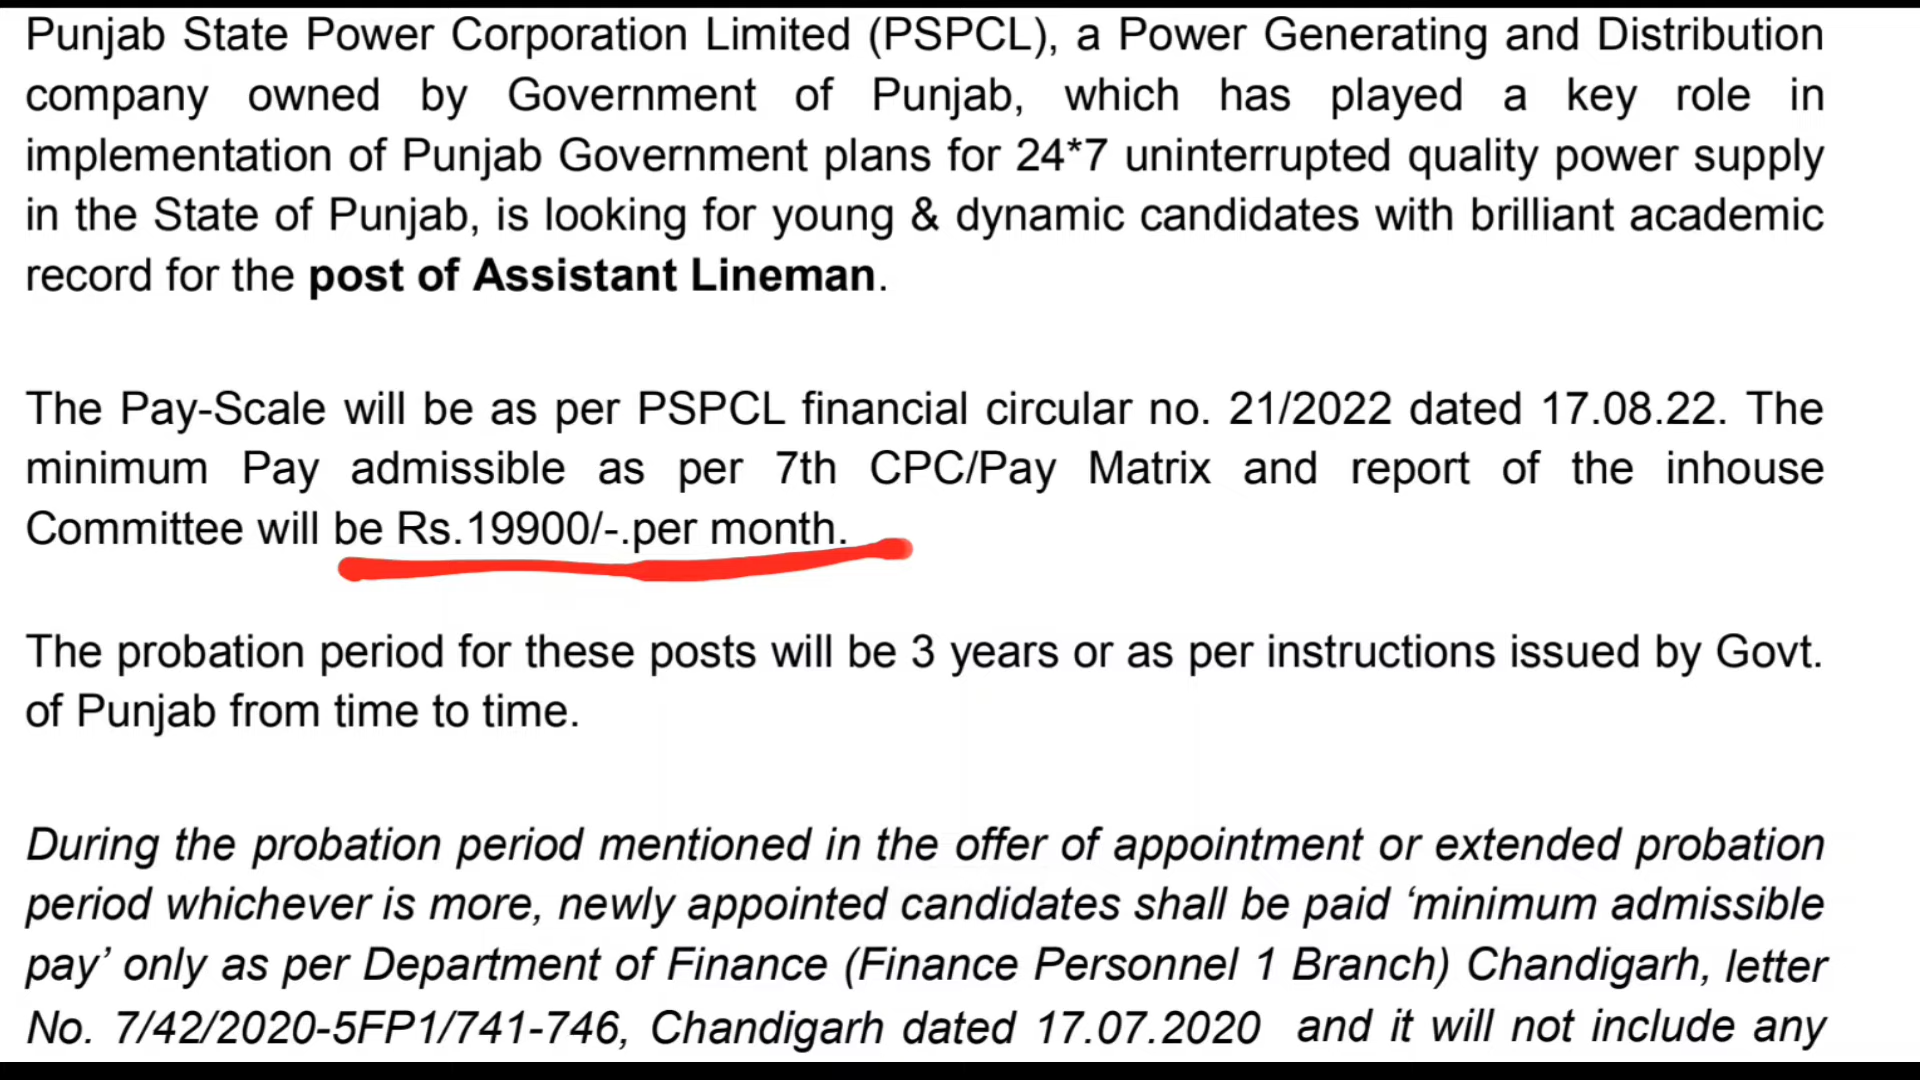 Punjab State Power Corporation Limited (PSPCL), a Power Generating and Distribution
company owned by Government of Punjab, which has played a key role in
implementation of Punjab Government plans for 24*7 uninterrupted quality power supply
in the State of Punjab, is looking for young & dynamic candidates with brilliant academic
record for the post of Assistant Lineman.
The Pay-Scale will be as per PSPCL financial circular no. 21/2022 dated 17.08.22. The
minimum Pay admissible as per 7th CPC/Pay Matrix and report of the inhouse
Committee will be Rs.19900/-.per month.
The probation period for these posts will be 3 years or as per instructions issued by Govt.
of Punjab from time to time.
During the probation period mentioned in the offer of appointment or extended probation
period whichever is more, newly appointed candidates shall be paid ‘minimum admissible
pay’ only as per Department of Finance (Finance Personnel 1 Branch) Chandigarh, letter
No. 7/42/2020-5FP1/741-746, Chandigarh dated 17.07.2020 and it will not include any